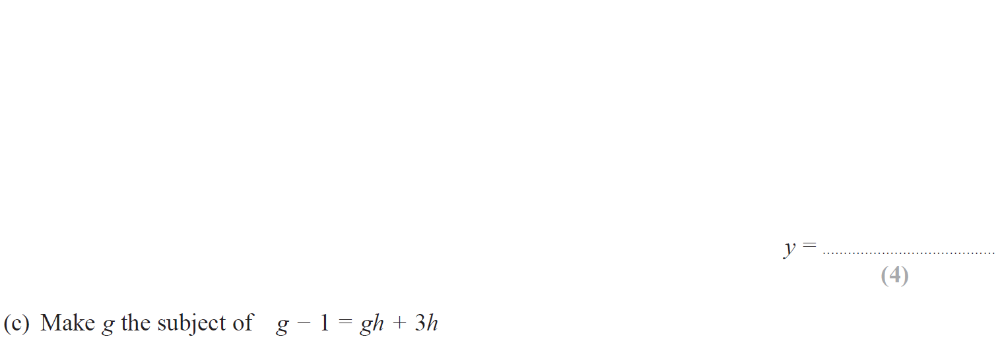 y = ........................................
(4)
(c) Make g the subject of g − 1 = gh + 3h